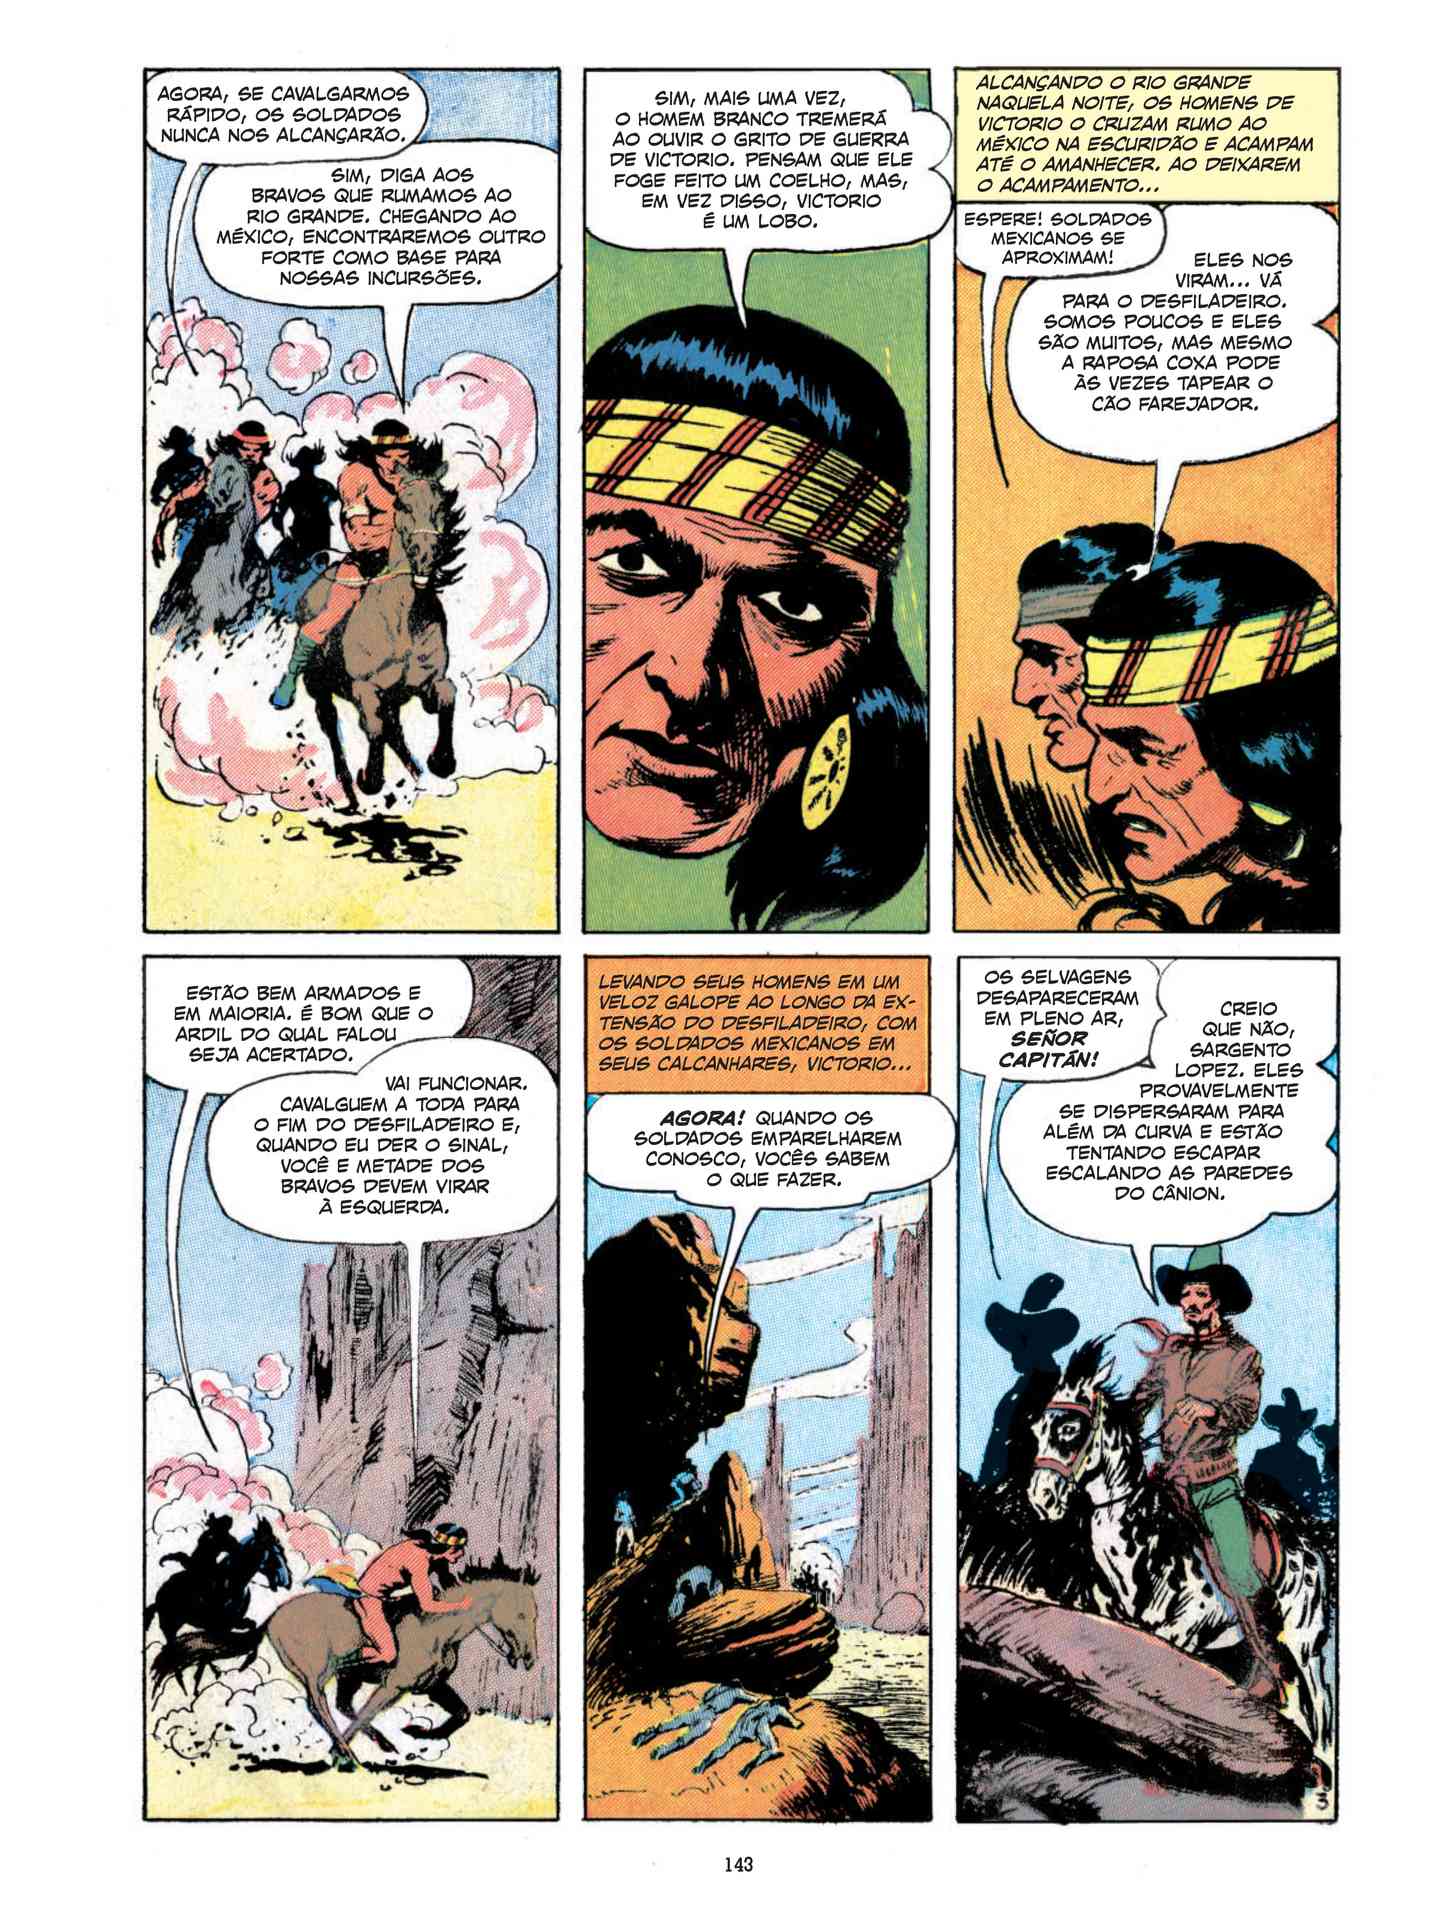 AGORA, SE CAVALGARMOS
RÁPIDO, OS SOLDADOS
NUNCA NOS ALCANÇARÃO.
SIM, DIGA AOS
BRAVOS QUE RUMAMOS AO
RIO GRANDE. CHEGANDO AO
MÉXICO, ENCONTRAREMOS OUTRO
FORTE COMO BASE PARA
NOSSAS INCURSÕES.
SIM, MAIS UMA VEZ,
O HOMEM BRANCO TREMERÁ
AO OUVIR O GRITO DE GUERRA
DE VICTORIO. PENSAM QUE ELE
FOGE FEITO UM COELHO, MAS,
EM VEZ DISSO, VICTORIO
É UM LOBO.
ALCANÇANDO O RIO GRANDE
NAQUELA NOITE, OS HOMENS DE
VICTORIO O CRUZAM RUMO AO
MÉXICO NA ESCURIDÃO E ACAMPAM
ATÉ O AMANHECER. AO DEIXAREM
O ACAMPAMENTO...
ESPERE! SOLDADOS
MEXICANOS SE
APROXIMAM!
ELES NOS
VIRAM... VÁ
PARA O DESFILADEIRO.
SOMOS POUCOS E ELES
SÃO MUITOS, MAS MESMO
A RAPOSA COXA PODE
ÀS VEZES TAPEAR O
CÃO FAREJADOR.
ESTÃO BEM ARMADOS E
EM MAIORIA. É BOM QUE O
ARDIL DO QUAL FALOU
SEJA ACERTADO.
VAI FUNCIONAR.
CAVALGUEM A TODA PARA
O FIM DO DESFILADEIRO E,
QUANDO EU DER O SINAL,
VOCÊ E METADE DOS
BRAVOS DEVEM VIRAR
À ESQUERDA.
LEVANDO SEUS HOMENS EM UM
VELOZ GALOPE AO LONGO DA EX-
TENSÃO DO DESFILADEIRO, COM
OS SOLDADOS MEXICANOS EM
SEUS CALCANHARES, VICTORIO...
AGORA! QUANDO OS
SOLDADOS EMPARELHAREM
CONOSCO, VOCÊS SABEM
O QUE FAZER.
OS SELVAGENS
DESAPARECERAM
EM PLENO AR,
SEÑOR
CAPITÁN!
CREIO
QUE NÃO,
SARGENTO
LOPEZ. ELES
PROVAVELMENTE
SE DISPERSARAM PARA
ALÉM DA CURVA E ESTÃO
TENTANDO ESCAPAR
ESCALANDO AS PAREDES
DO CÂNION.
143